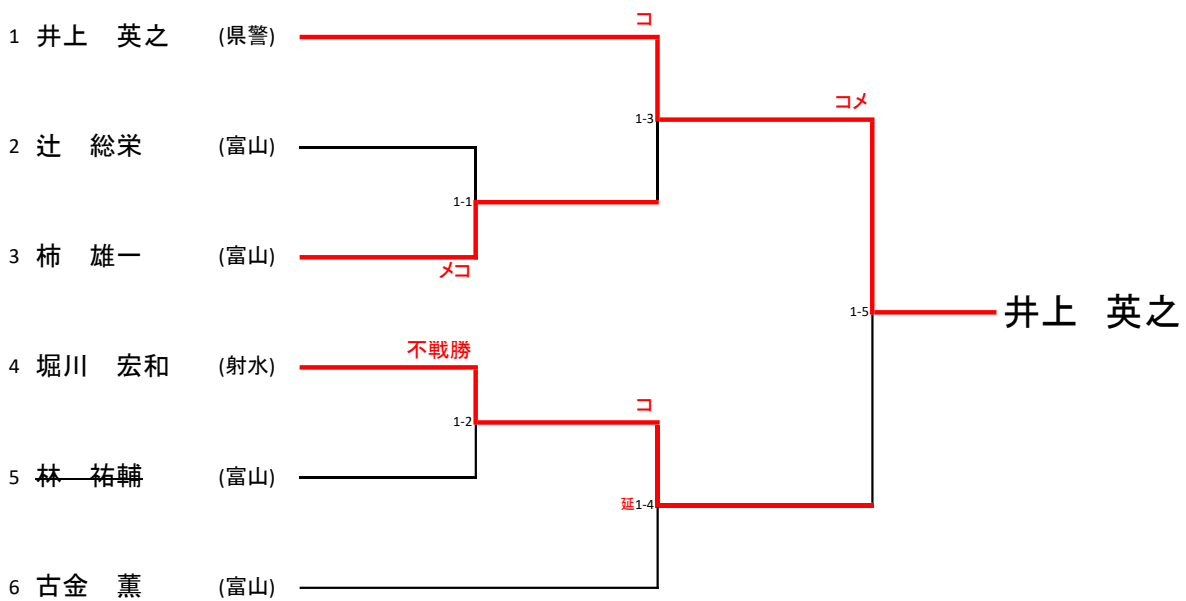 コ
1 井上 英之 (県警)
コメ
1-3
2 辻 総栄 (富山)
1-1
3 柿 雄一 (富山)
メコ
1-5
井上 英之
不戦勝
4 堀川 宏和 (射水)
コ
1-2
5 林 祐輔 (富山)
延1-4
6 古金 薫 (富山)